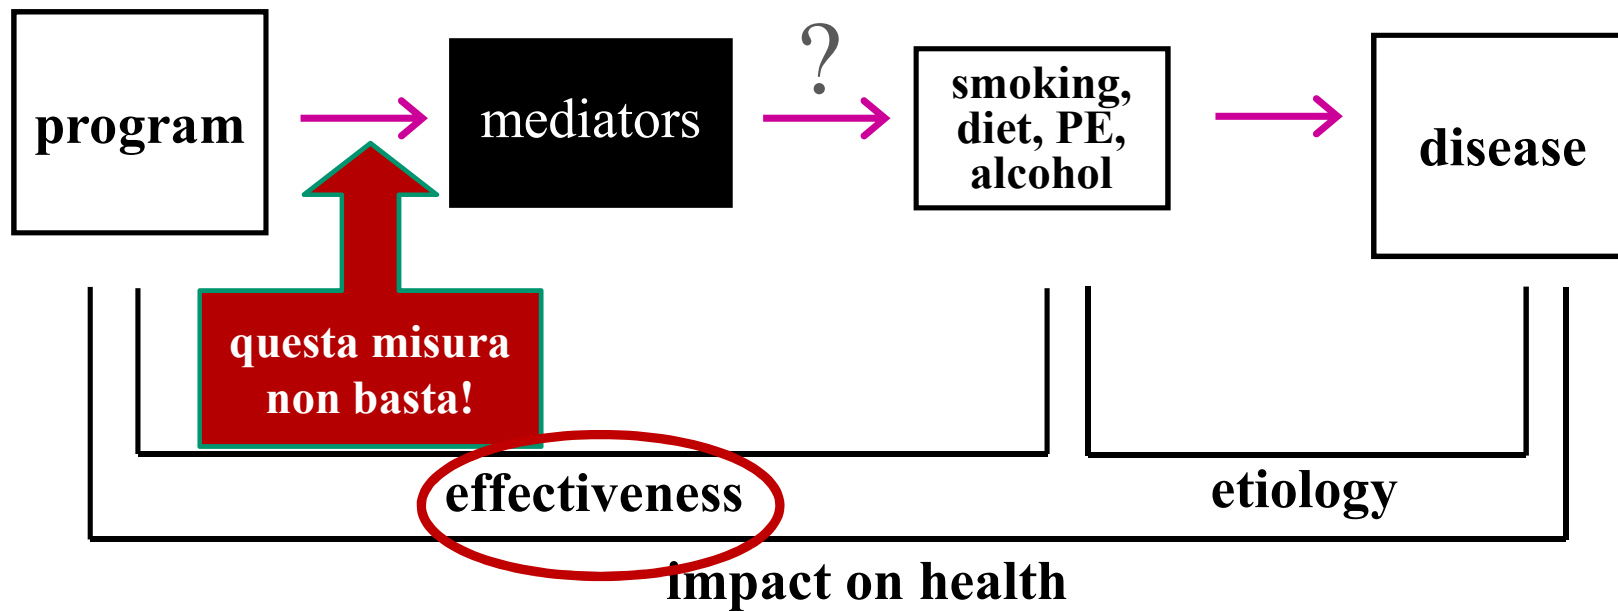 program
mediators
?
smoking,
diet, PE,
alcohol
disease
questa misura
non basta!
effectiveness
etiology
impact on health